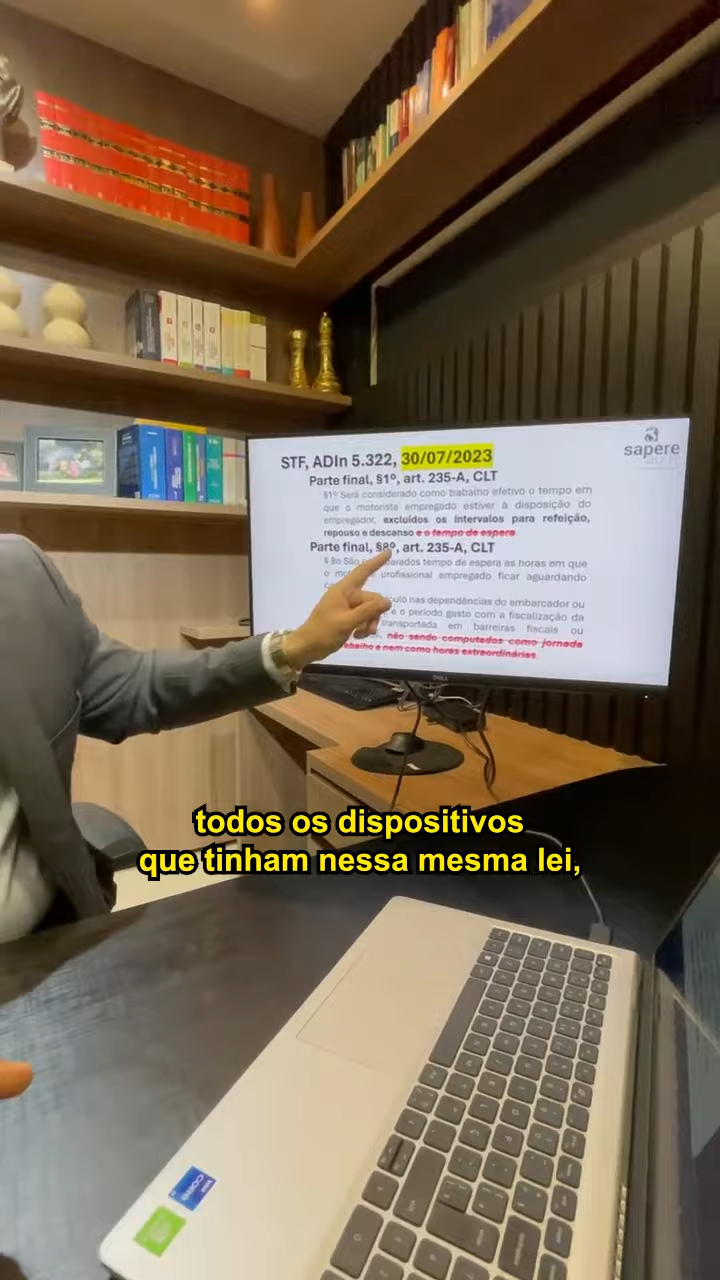 STF, ADIn 5.322, 30/07/2023
sapere
Parte final, §1º, art. 235-A, CLT
§1º Será considerado como trabalho efetivo o tempo em
que o motorista empregado estiver à disposição do
empregador, excluídos os intervalos para refeição,
repouso e descanso e o tempo de espera.
Parte final, §8º, art. 235-A, CLT
§ 8o São tempo de espera as horas em que
o profissional empregado ficar aguardando
nas dependências do embarcador ou
e o período gasto com a fiscalização da
transportada em barreiras fiscais ou
não sendo computados como jornada
e nem como horas extraordinárias.
DELL
todos os dispositivos
que tinham nessa mesma lei,